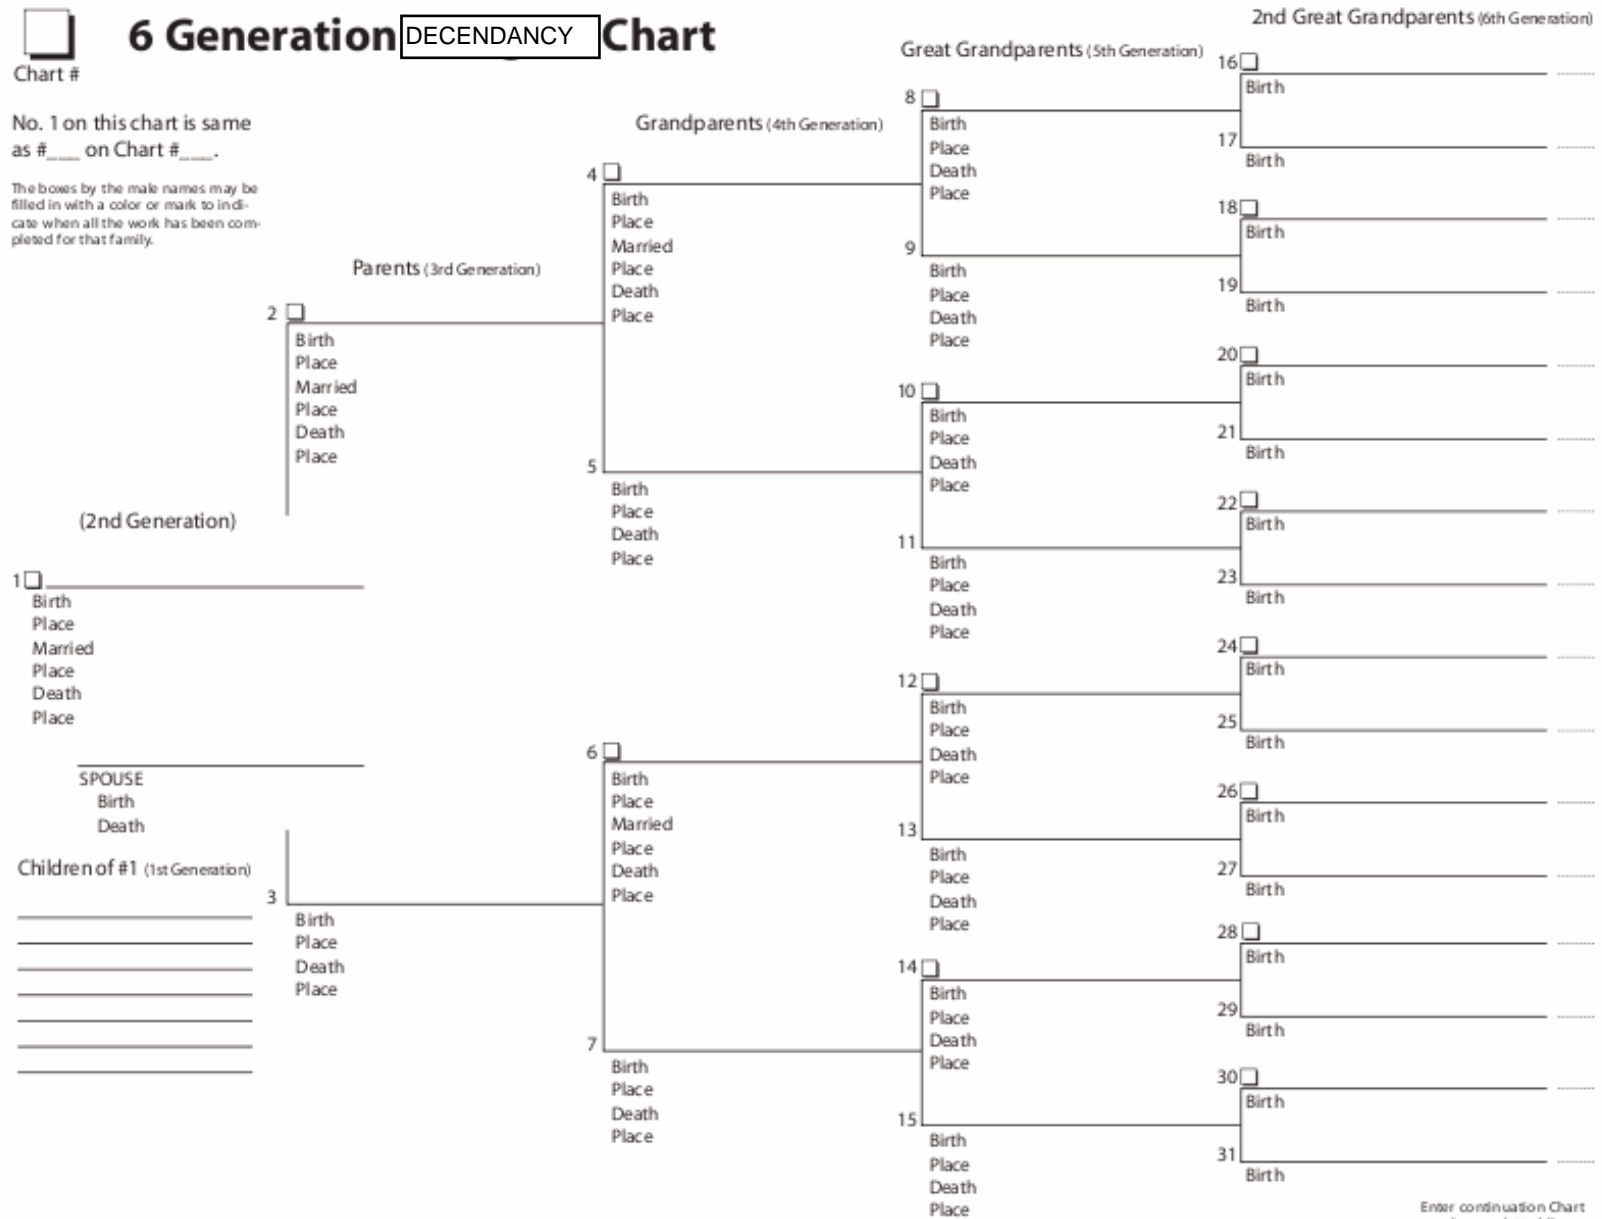 6 Generation DECENDANCY Chart
Chart #
No. 1 on this chart is same
as #___ on Chart #___.
The boxes by the male names may be
filled in with a color or mark to indi-
cate when all the work has been com-
pleted for that family.
(2nd Generation)
1
Birth
Place
Married
Place
Death
Place
SPOUSE
Birth
Death
Children of #1 (1st Generation)
Parents (3rd Generation)
2
Birth
Place
Married
Place
Death
Place
3
Birth
Place
Death
Place
Grandparents (4th Generation)
4
Birth
Place
Married
Place
Death
Place
5
Birth
Place
Death
Place
6
Birth
Place
Married
Place
Death
Place
7
Birth
Place
Death
Place
Great Grandparents (5th Generation)
8
Birth
Place
Death
Place
9
Birth
Place
Death
Place
10
Birth
Place
Death
Place
11
Birth
Place
Death
Place
12
Birth
Place
Death
Place
13
Birth
Place
Death
Place
14
Birth
Place
Death
Place
15
Birth
Place
Death
Place
2nd Great Grandparents (6th Generation)
16
Birth
17
Birth
18
Birth
19
Birth
20
Birth
21
Birth
22
Birth
23
Birth
24
Birth
25
Birth
26
Birth
27
Birth
28
Birth
29
Birth
30
Birth
31
Birth
Enter continuation Chart